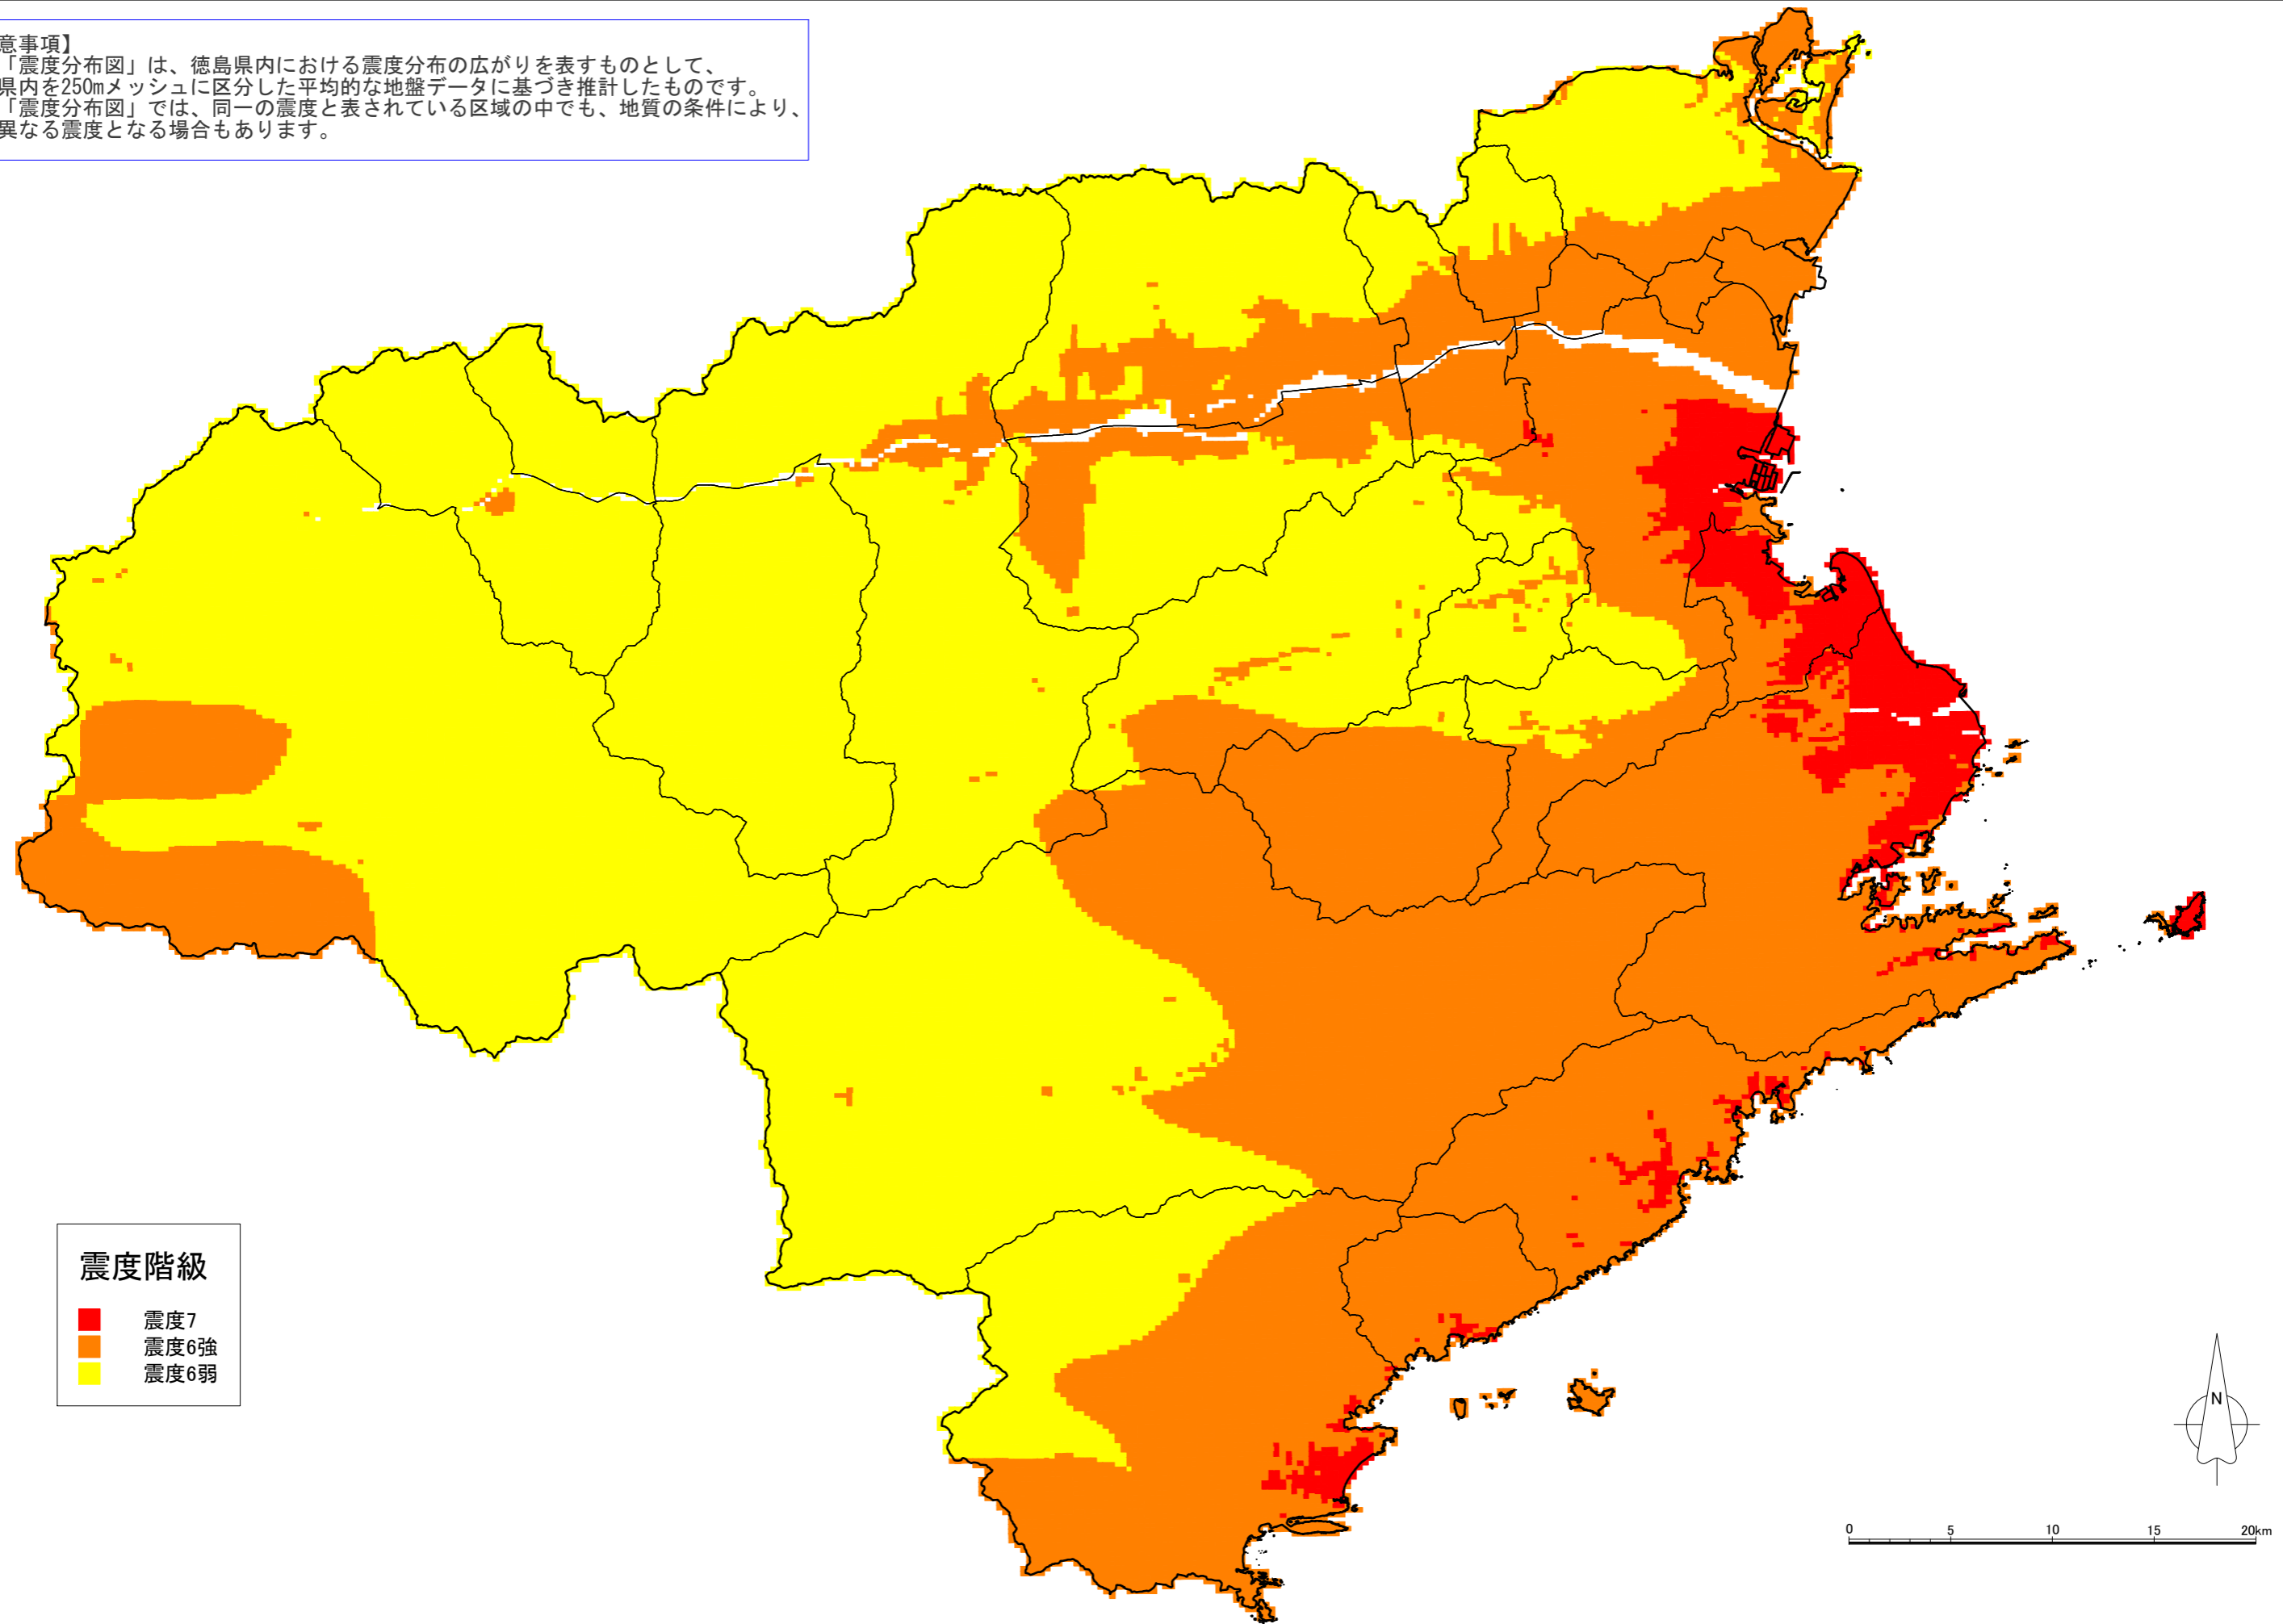 意事項】
「震度分布図」は、徳島県内における震度分布の広がりを表すものとして、
県内を250mメッシュに区分した平均的な地盤データに基づき推計したものです。
「震度分布図」では、同一の震度と表されている区域の中でも、地質の条件により、
異なる震度となる場合もあります。
震度階級
震度7
震度6強
震度6弱
N
0 5 10 15 20km